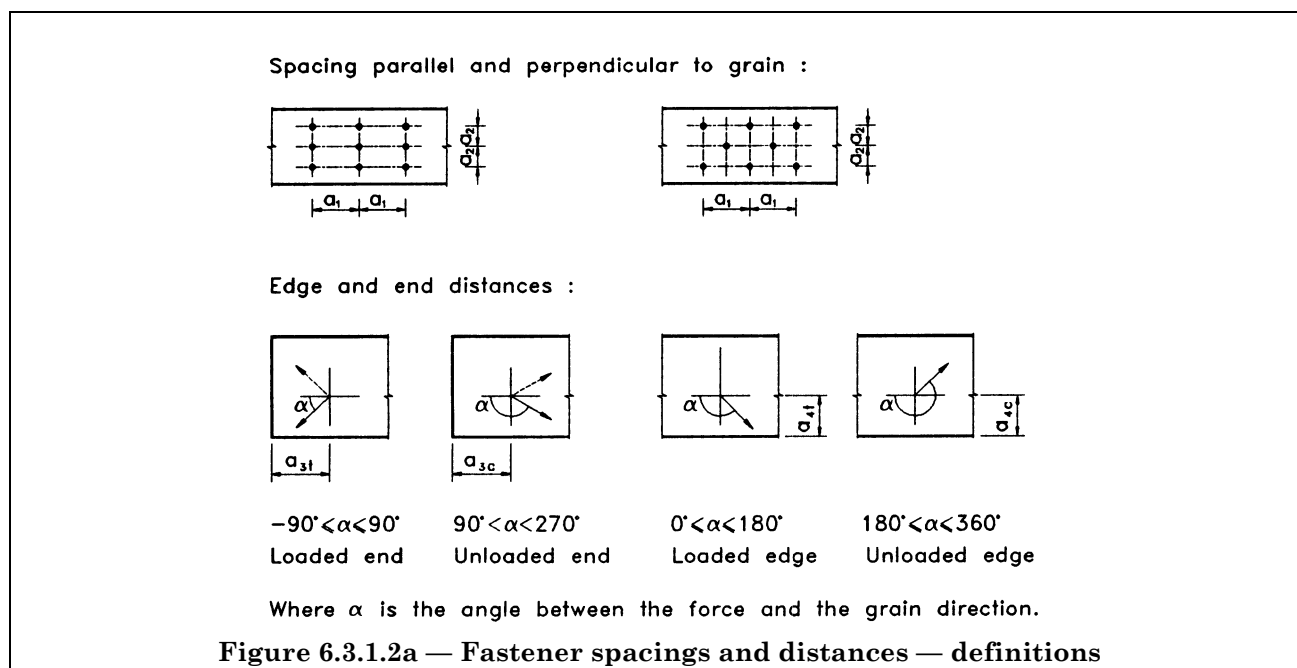 Spacing parallel and perpendicular to grain :
a₂
a₂
a₁ a₁
a₂
a₂
a₁ a₁
Edge and end distances :
α
a₃ₜ
α
a₃c
α
a₄ₜ
α
a₄c
-90°⩽α⩽90° 90°<α<270° 0°⩽α⩽180° 180°⩽α⩽360°
Loaded end Unloaded end Loaded edge Unloaded edge
Where α is the angle between the force and the grain direction.
Figure 6.3.1.2a — Fastener spacings and distances — definitions